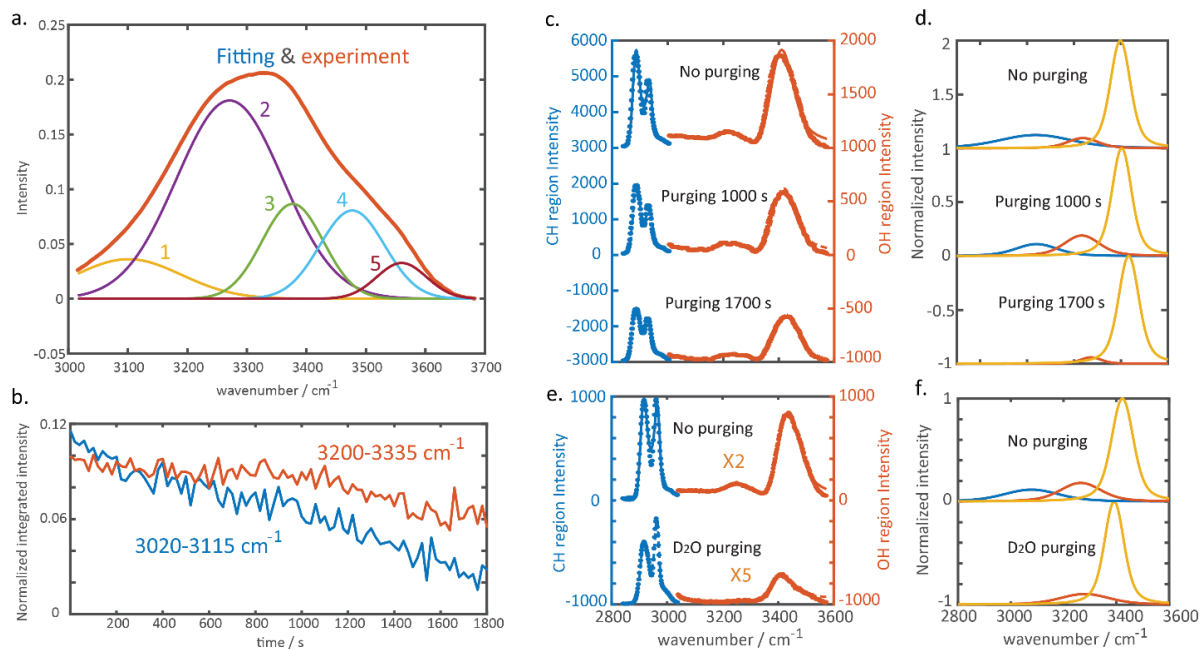 a.
0.25
0.2
0.15
0.1
0.05
0
-0.05
Intensity
Fitting & experiment
1
2
3
4
5
3000 3100 3200 3300 3400 3500 3600 3700
wavenumber / cm-1
b.
0.12
0.06
0
Normalized integrated intensity
3200-3335 cm-1
3020-3115 cm-1
200 400 600 800 1000 1200 1400 1600 1800
time / s
c.
6000
5000
4000
3000
2000
1000
0
-1000
-2000
-3000
CH region Intensity
No purging
Purging 1000 s
Purging 1700 s
2000
1500
1000
500
0
-500
-1000
OH region Intensity
d.
2
1
0
-1
1
-0.5
-1
Normalized intensity
No purging
Purging 1000 s
Purging 1700 s
e.
1000
0
-1000
CH region Intensity
No purging
X2
D2O purging
X5
1000
0
-1000
OH region Intensity
2800 3000 3200 3400 3600
wavenumber / cm-1
f.
1
0
-1
Normalized intensity
No purging
D2O purging
2800 3000 3200 3400 3600
wavenumber / cm-1